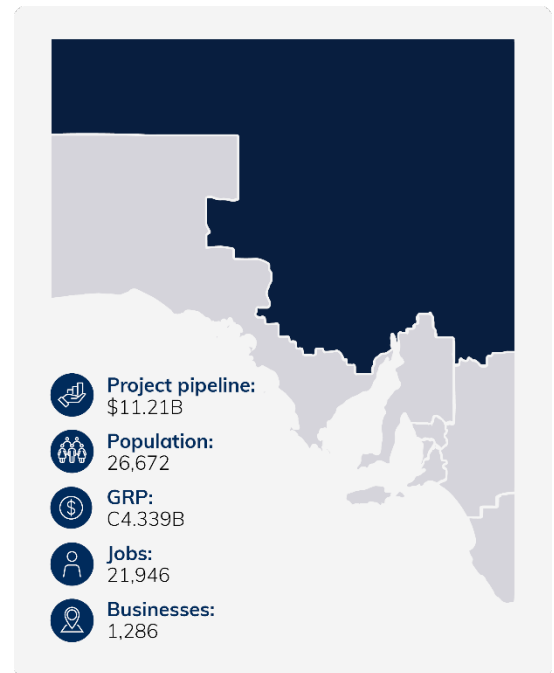 Project pipeline:
$11.21B
Population:
26,672
GRP:
C4.339B
Jobs:
21,946
Businesses:
1,286